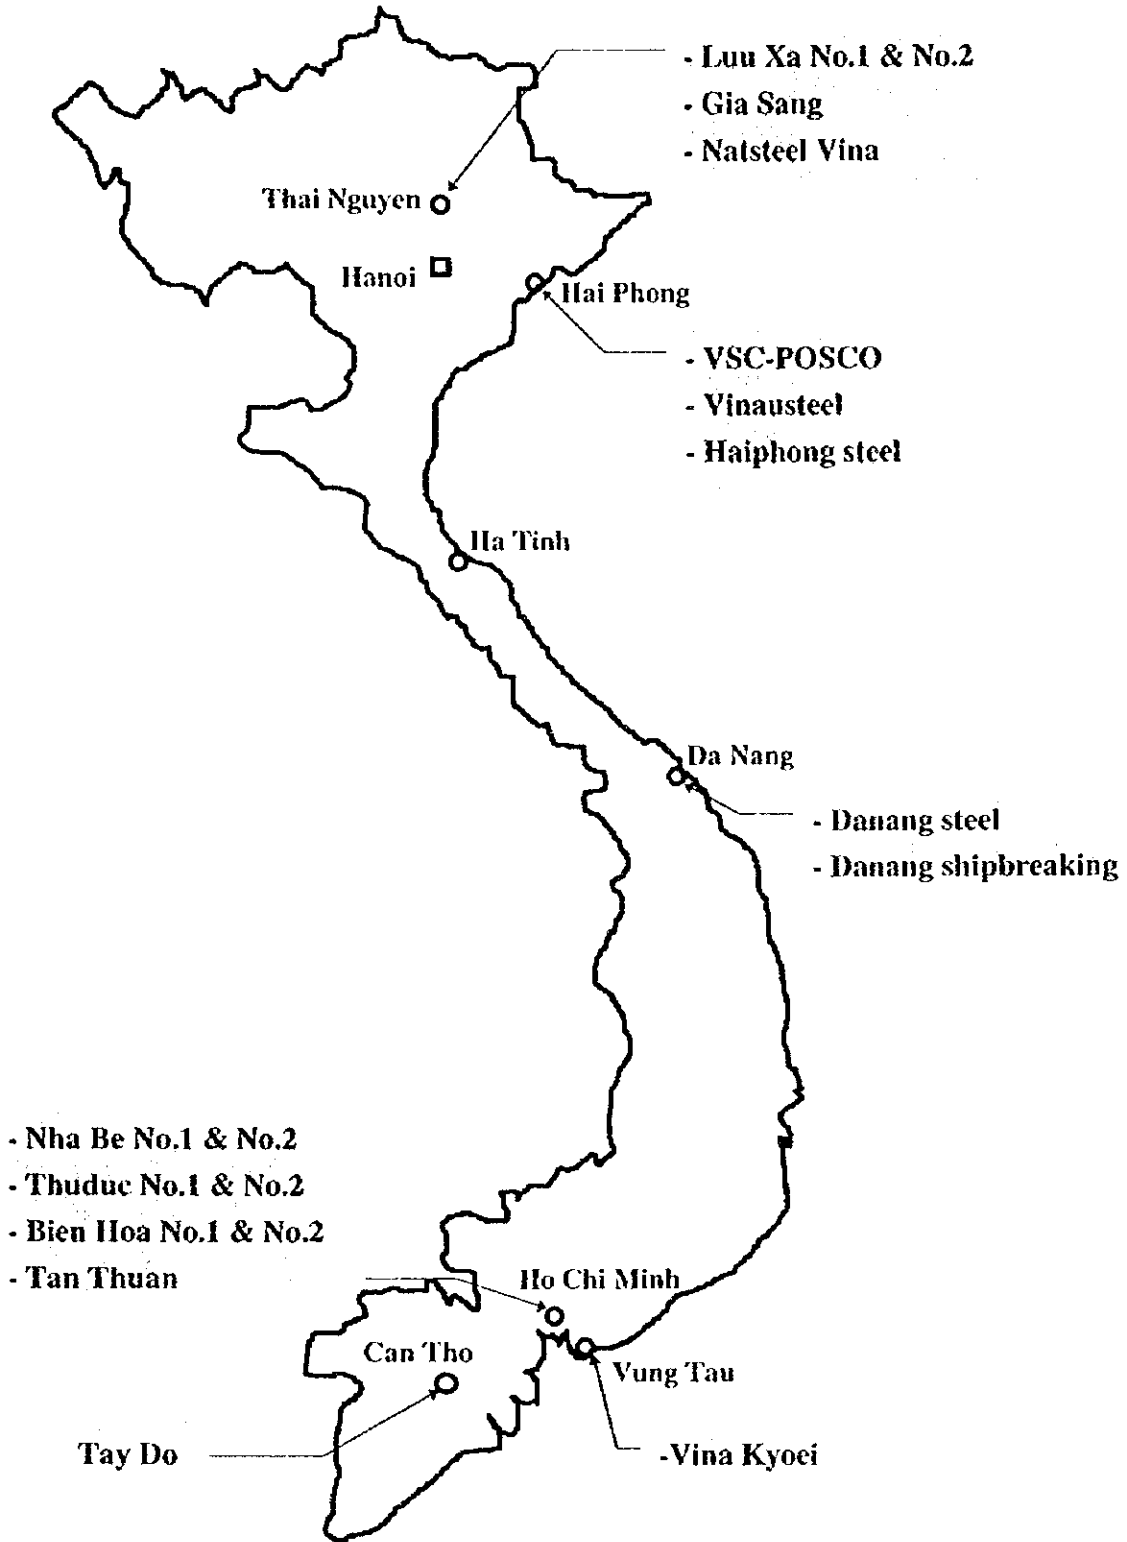 - Luu Xa No.1 & No.2
- Gia Sang
- Natsteel Vina
Thai Nguyen
Hanoi
Hai Phong
- VSC-POSCO
- Vinausteel
- Haiphong steel
Ha Tinh
Da Nang
- Danang steel
- Danang shipbreaking
- Nha Be No.1 & No.2
- Thuduc No.1 & No.2
- Bien Hoa No.1 & No.2
- Tan Thuan
Ho Chi Minh
Can Tho
Vung Tau
Tay Do
-Vina Kyoei